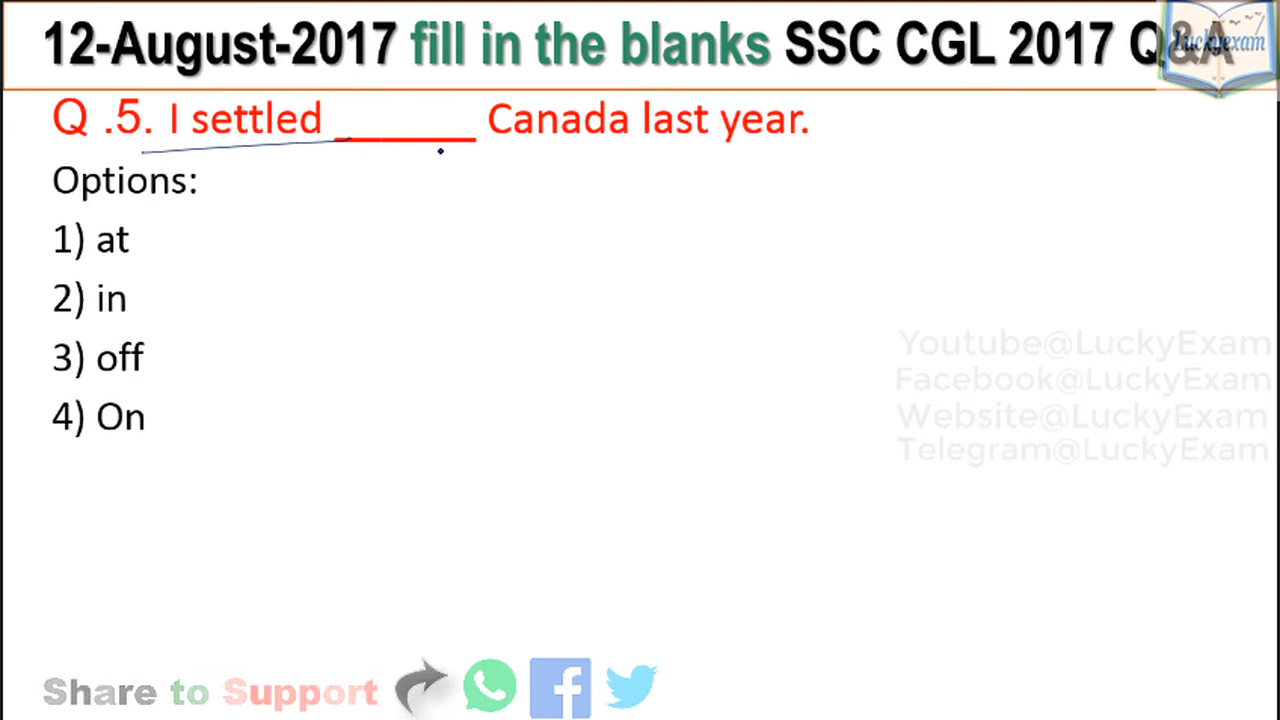 12-August-2017 fill in the blanks SSC CGL 2017 Q&A
Luckyexam
Q .5. I settled ______ Canada last year.
Options:
1) at
2) in
3) off
4) On
Youtube@LuckyExam
Facebook@LuckyExam
Website@LuckyExam
Telegram@LuckyExam
Share to Support